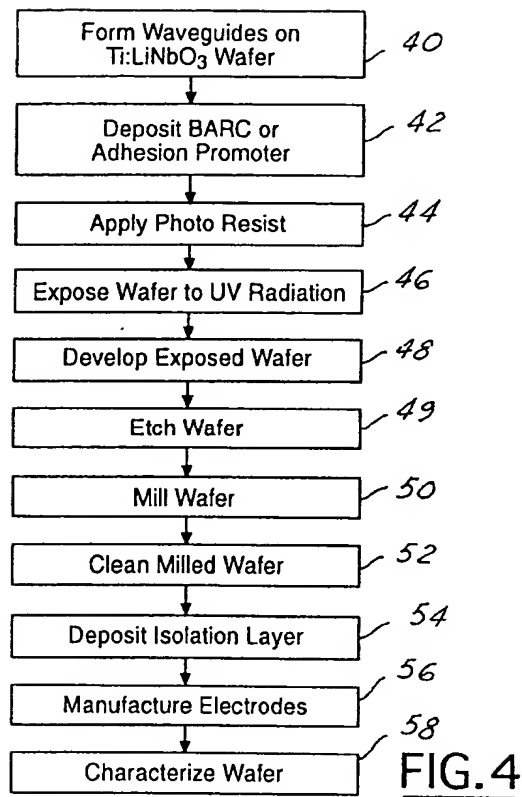 Form Waveguides on
Ti:LiNbO3 Wafer
40
Deposit BARC or
Adhesion Promoter
42
Apply Photo Resist
44
Expose Wafer to UV Radiation
46
Develop Exposed Wafer
48
Etch Wafer
49
Mill Wafer
50
Clean Milled Wafer
52
Deposit Isolation Layer
54
Manufacture Electrodes
56
Characterize Wafer
58
FIG.4